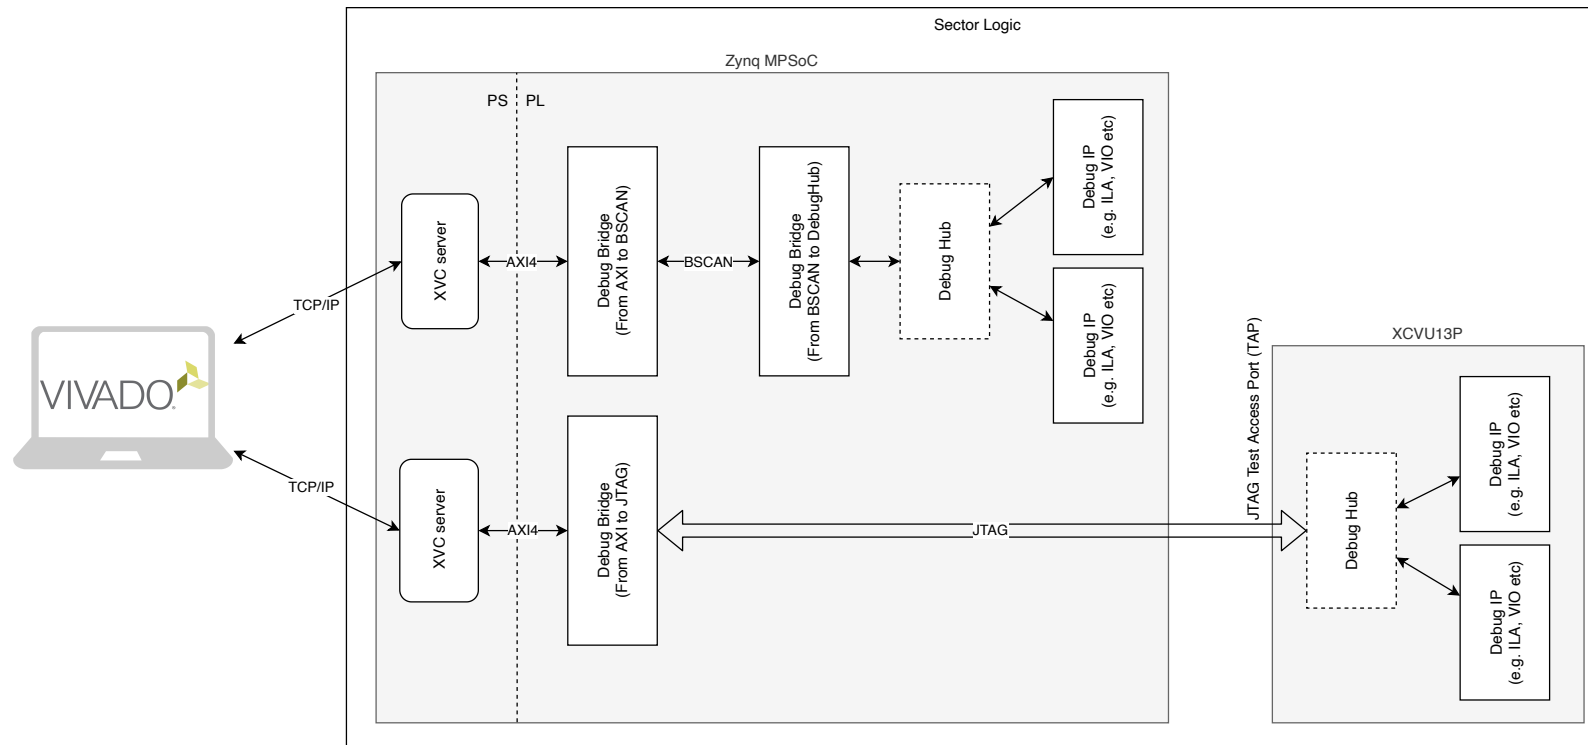 Sector Logic
Zynq MPSoC
PS
PL
XVC server
AXI4
Debug Bridge
(From AXI to BSCAN)
BSCAN
Debug Bridge
(From BSCAN to DebugHub)
Debug Hub
Debug IP
(e.g. ILA, VIO etc)
Debug IP
(e.g. ILA, VIO etc)
TCP/IP
VIVADO.
TCP/IP
XVC server
AXI4
Debug Bridge
(From AXI to JTAG)
JTAG
JTAG Test Access Port (TAP)
XCVU13P
Debug Hub
Debug IP
(e.g. ILA, VIO etc)
Debug IP
(e.g. ILA, VIO etc)